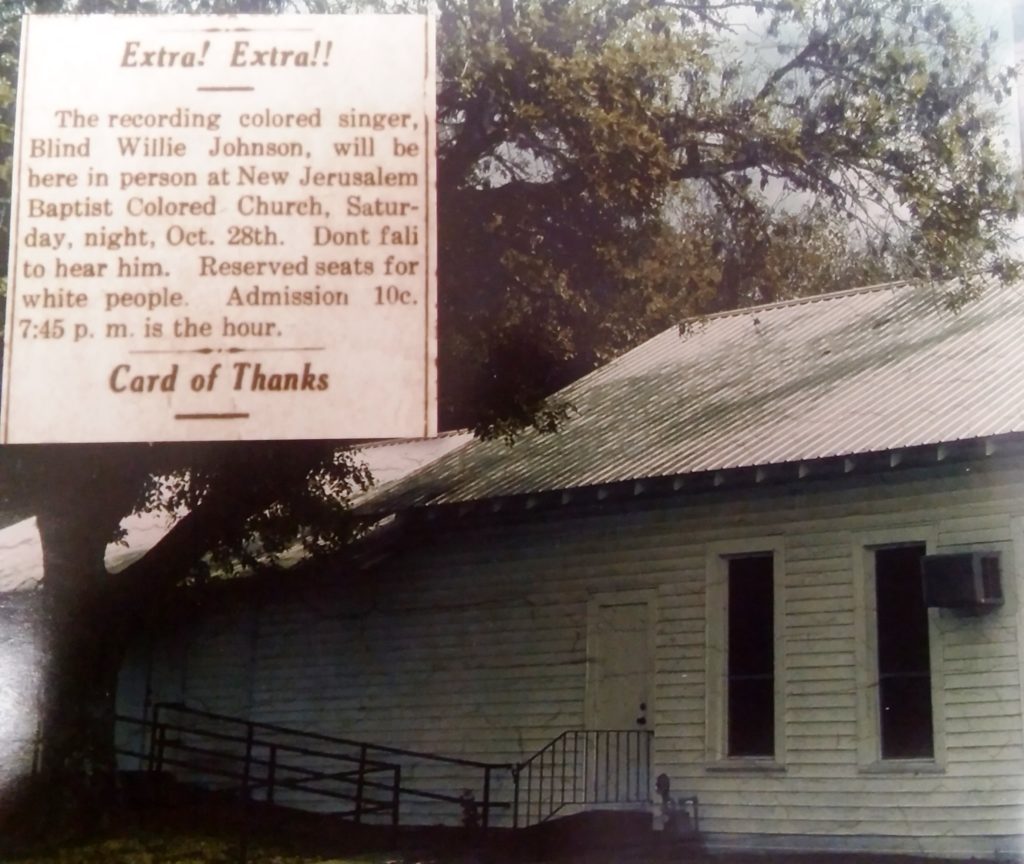 Extra! Extra!!
The recording colored singer,
Blind Willie Johnson, will be
here in person at New Jerusalem
Baptist Colored Church, Satur-
day, night, Oct. 28th. Dont fali
to hear him. Reserved seats for
white people. Admission 10c.
7:45 p. m. is the hour.
Card of Thanks